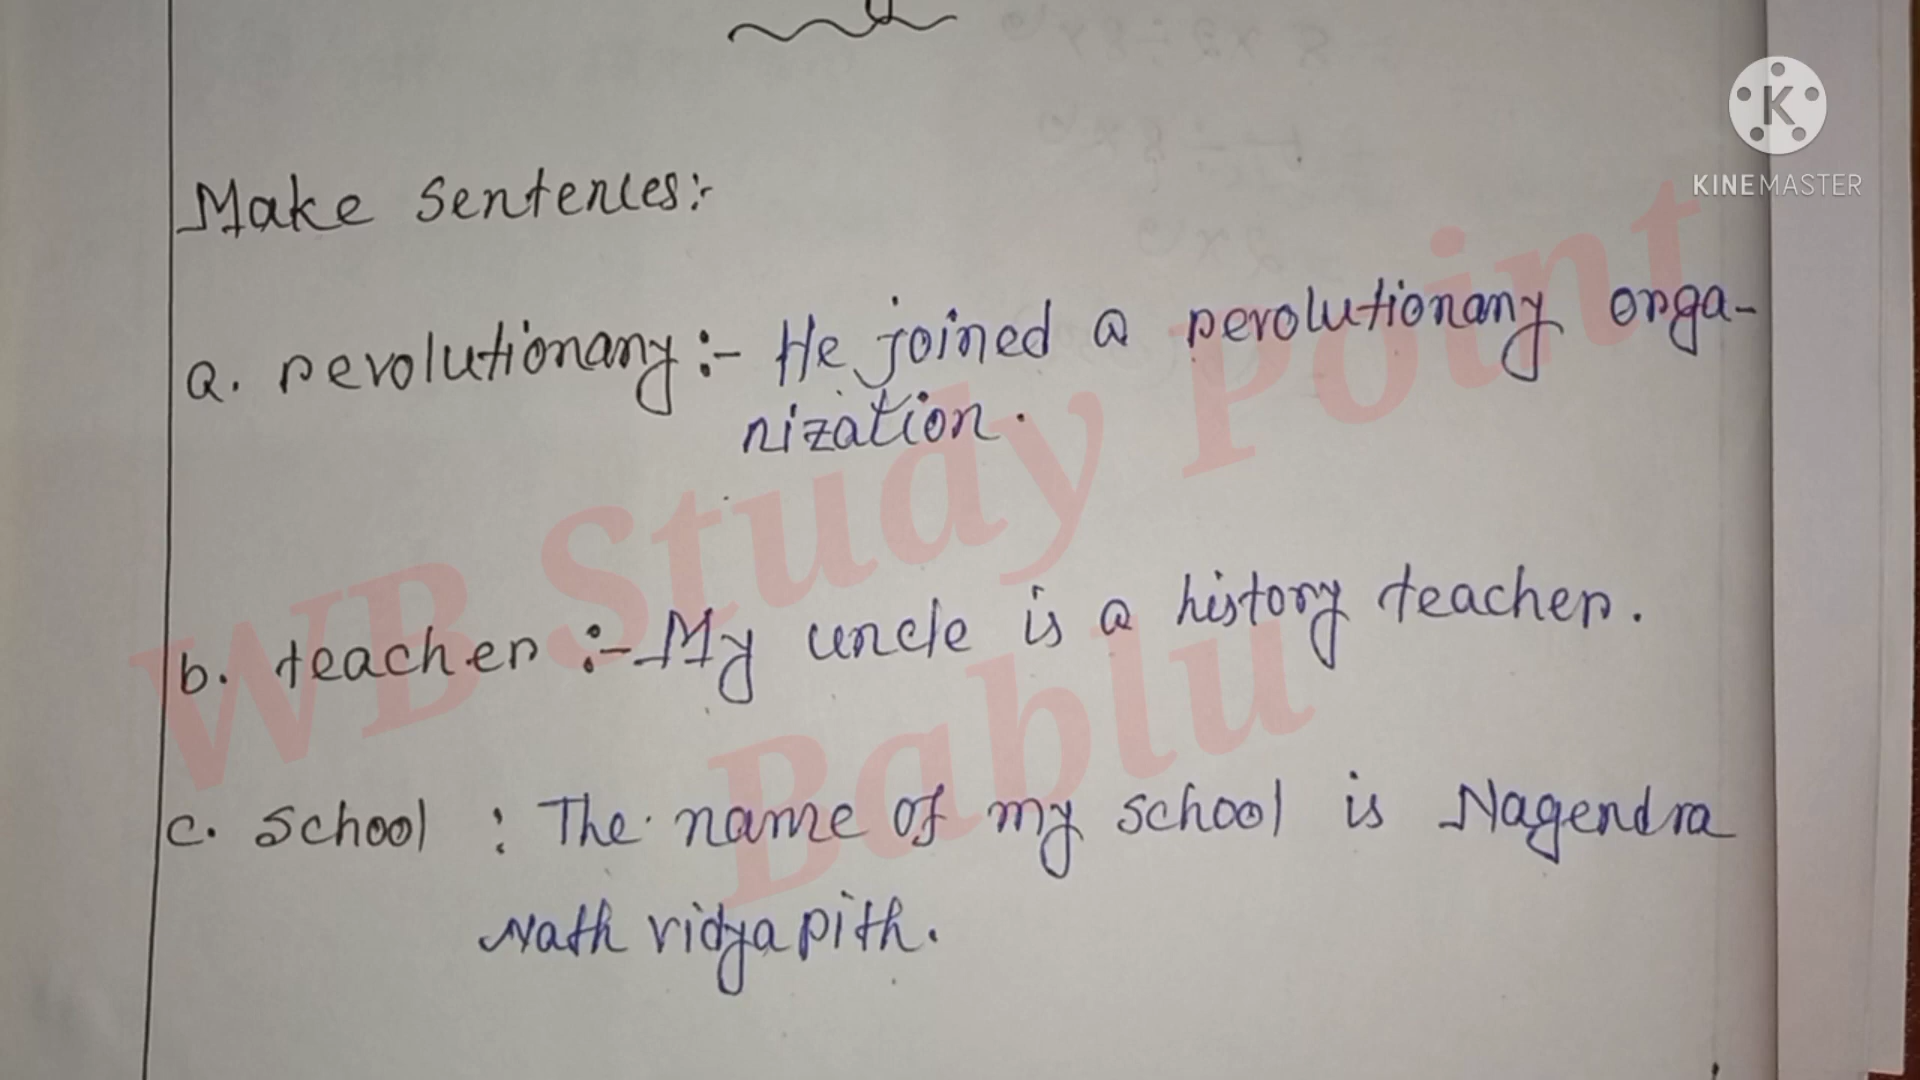 Make Sentences:-
a. revolutionary :- He joined a revolutionary orga-
nization.
b. teacher :- My uncle is a history teacher.
c. School : The name of my school is Nagendra
Nath vidyapith.
WB Study Point
Bablu
K
KINEMASTER